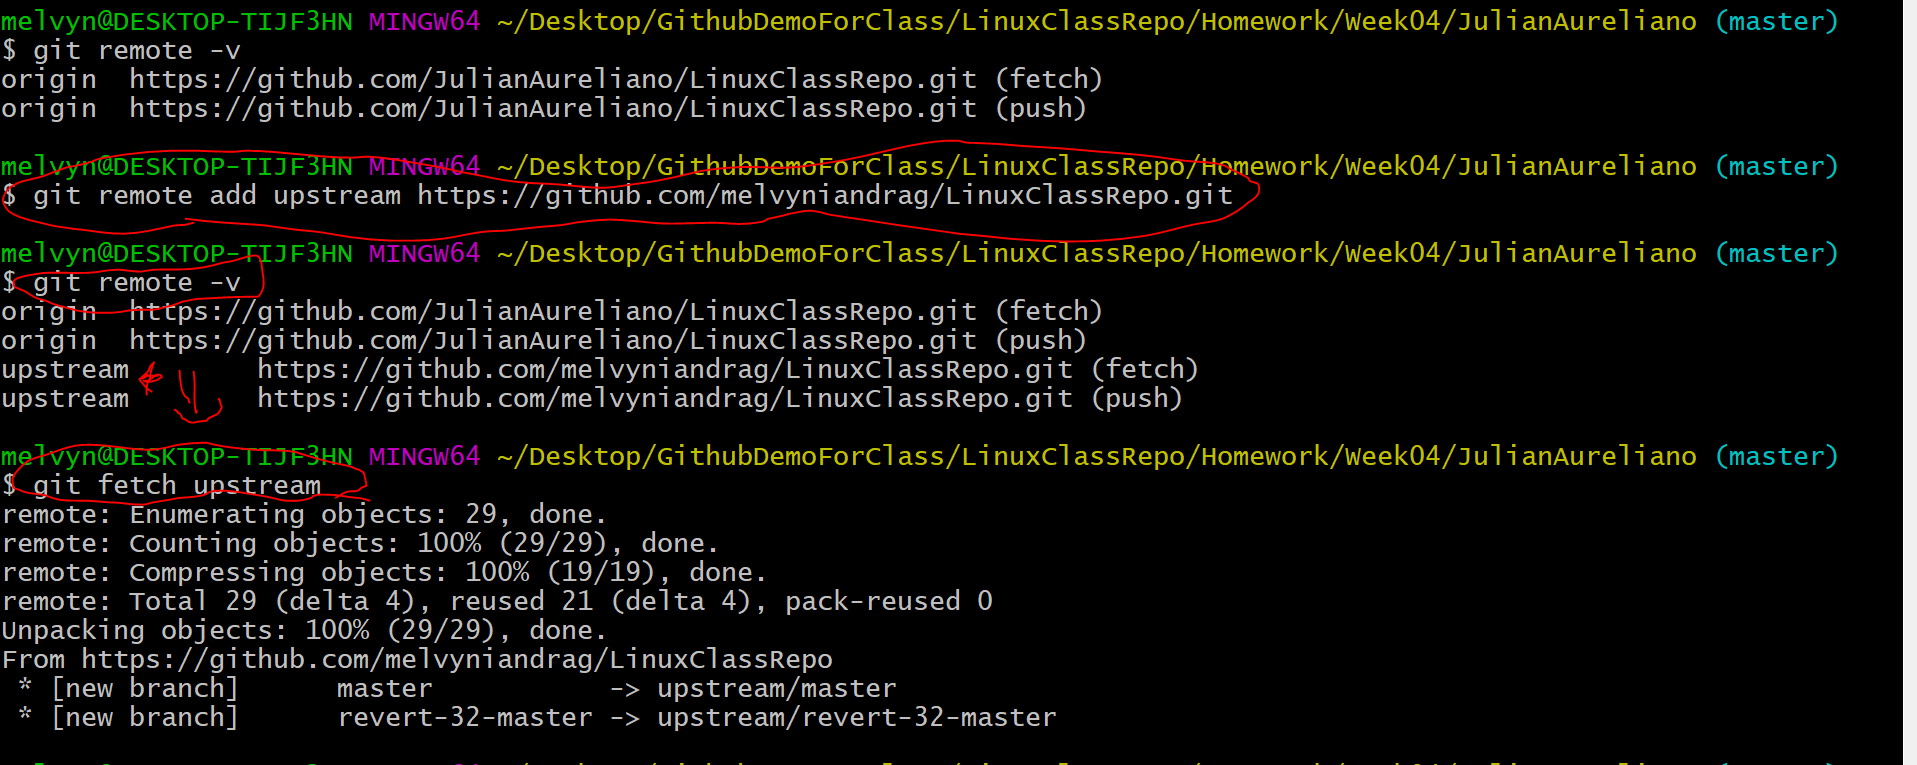 melvyn@DESKTOP-TIJF3HN MINGW64 ~/Desktop/GithubDemoForClass/LinuxClassRepo/Homework/Week04/JulianAureliano (master)
$ git remote -v
origin  https://github.com/JulianAureliano/LinuxClassRepo.git (fetch)
origin  https://github.com/JulianAureliano/LinuxClassRepo.git (push)
melvyn@DESKTOP-TIJF3HN MINGW64 ~/Desktop/GithubDemoForClass/LinuxClassRepo/Homework/Week04/JulianAureliano (master)
$ git remote add upstream https://github.com/melvyniandrag/LinuxClassRepo.git
melvyn@DESKTOP-TIJF3HN MINGW64 ~/Desktop/GithubDemoForClass/LinuxClassRepo/Homework/Week04/JulianAureliano (master)
$ git remote -v
origin  https://github.com/JulianAureliano/LinuxClassRepo.git (fetch)
origin  https://github.com/JulianAureliano/LinuxClassRepo.git (push)
upstream        https://github.com/melvyniandrag/LinuxClassRepo.git (fetch)
upstream        https://github.com/melvyniandrag/LinuxClassRepo.git (push)
melvyn@DESKTOP-TIJF3HN MINGW64 ~/Desktop/GithubDemoForClass/LinuxClassRepo/Homework/Week04/JulianAureliano (master)
$ git fetch upstream
remote: Enumerating objects: 29, done.
remote: Counting objects: 100% (29/29), done.
remote: Compressing objects: 100% (19/19), done.
remote: Total 29 (delta 4), reused 21 (delta 4), pack-reused 0
Unpacking objects: 100% (29/29), done.
From https://github.com/melvyniandrag/LinuxClassRepo
 * [new branch]      master           -> upstream/master
 * [new branch]      revert-32-master -> upstream/revert-32-master